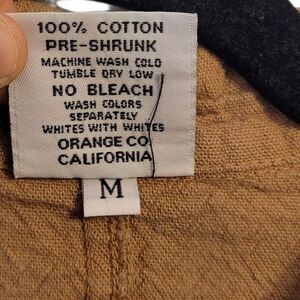 100% COTTON
PRE-SHRUNK
MACHINE WASH COLD
TUMBLE DRY LOW
NO BLEACH
WASH COLORS
SEPARATELY
WHITES WITH WHITES
ORANGE CO.
CALIFORNIA
M